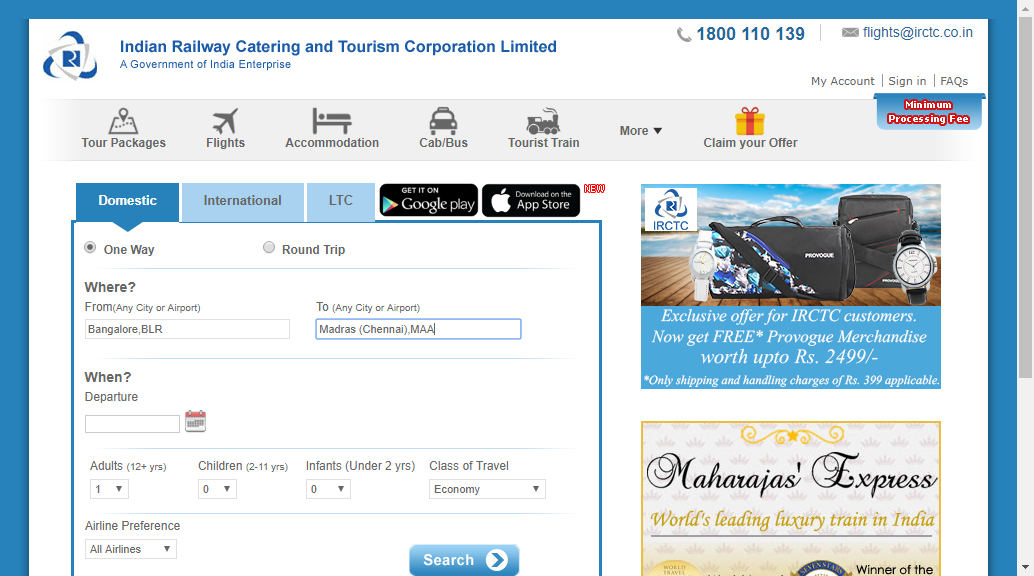 Indian Railway Catering and Tourism Corporation Limited
A Government of India Enterprise
1800 110 139
flights@irctc.co.in
My Account
Sign in
FAQs
Tour Packages
Flights
Accommodation
Cab/Bus
Tourist Train
More
Claim your Offer
Minimum
Processing Fee
Domestic
International
LTC
GET IT ON
Google play
Download on the
App Store
NEW
One Way
Round Trip
Where?
From(Any City or Airport)
To (Any City or Airport)
Bangalore,BLR
Madras (Chennai),MAA
When?
Departure
Adults (12+ yrs)
Children (2-11 yrs)
Infants (Under 2 yrs)
Class of Travel
1
0
0
Economy
Airline Preference
All Airlines
Search
IRCTC
PROVOGUE
Exclusive offer for IRCTC customers.
Now get FREE* Provogue Merchandise
worth upto Rs. 2499/-
*Only shipping and handling charges of Rs. 399 applicable.
Maharajas' Express
World's leading luxury train in India
WORLD
TRAVEL
SEVEN STARS
Winner of the